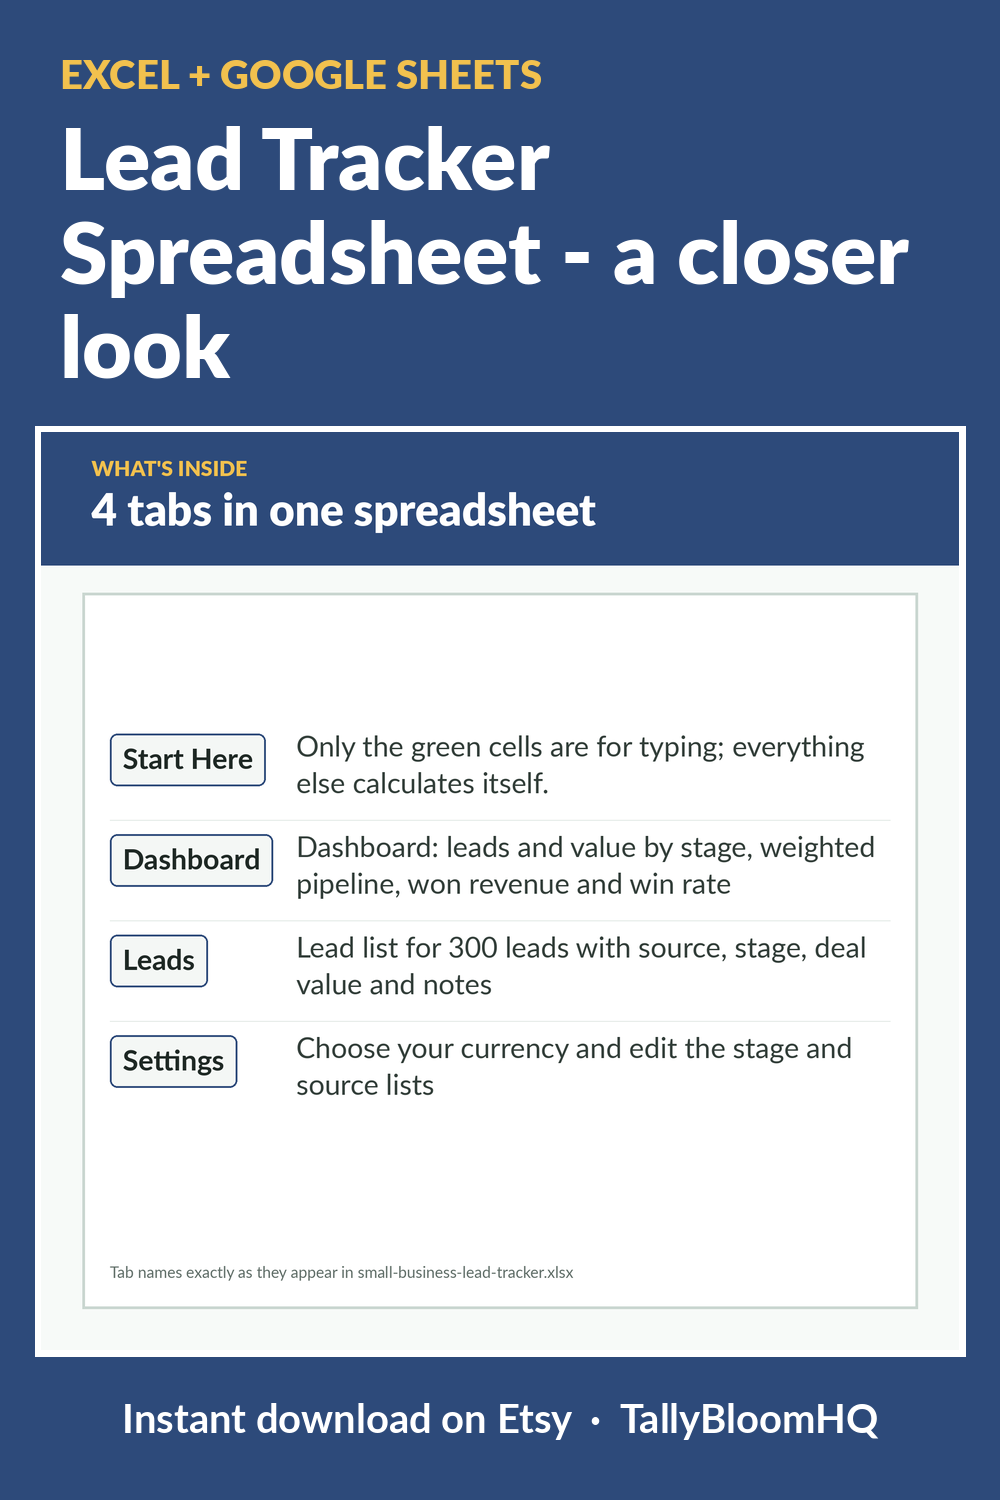 EXCEL + GOOGLE SHEETS
Lead Tracker
Spreadsheet - a closer
look
WHAT'S INSIDE
4 tabs in one spreadsheet
Start Here
Only the green cells are for typing; everything
else calculates itself.
Dashboard
Dashboard: leads and value by stage, weighted
pipeline, won revenue and win rate
Leads
Lead list for 300 leads with source, stage, deal
value and notes
Settings
Choose your currency and edit the stage and
source lists
Tab names exactly as they appear in small-business-lead-tracker.xlsx
Instant download on Etsy · TallyBloomHQ